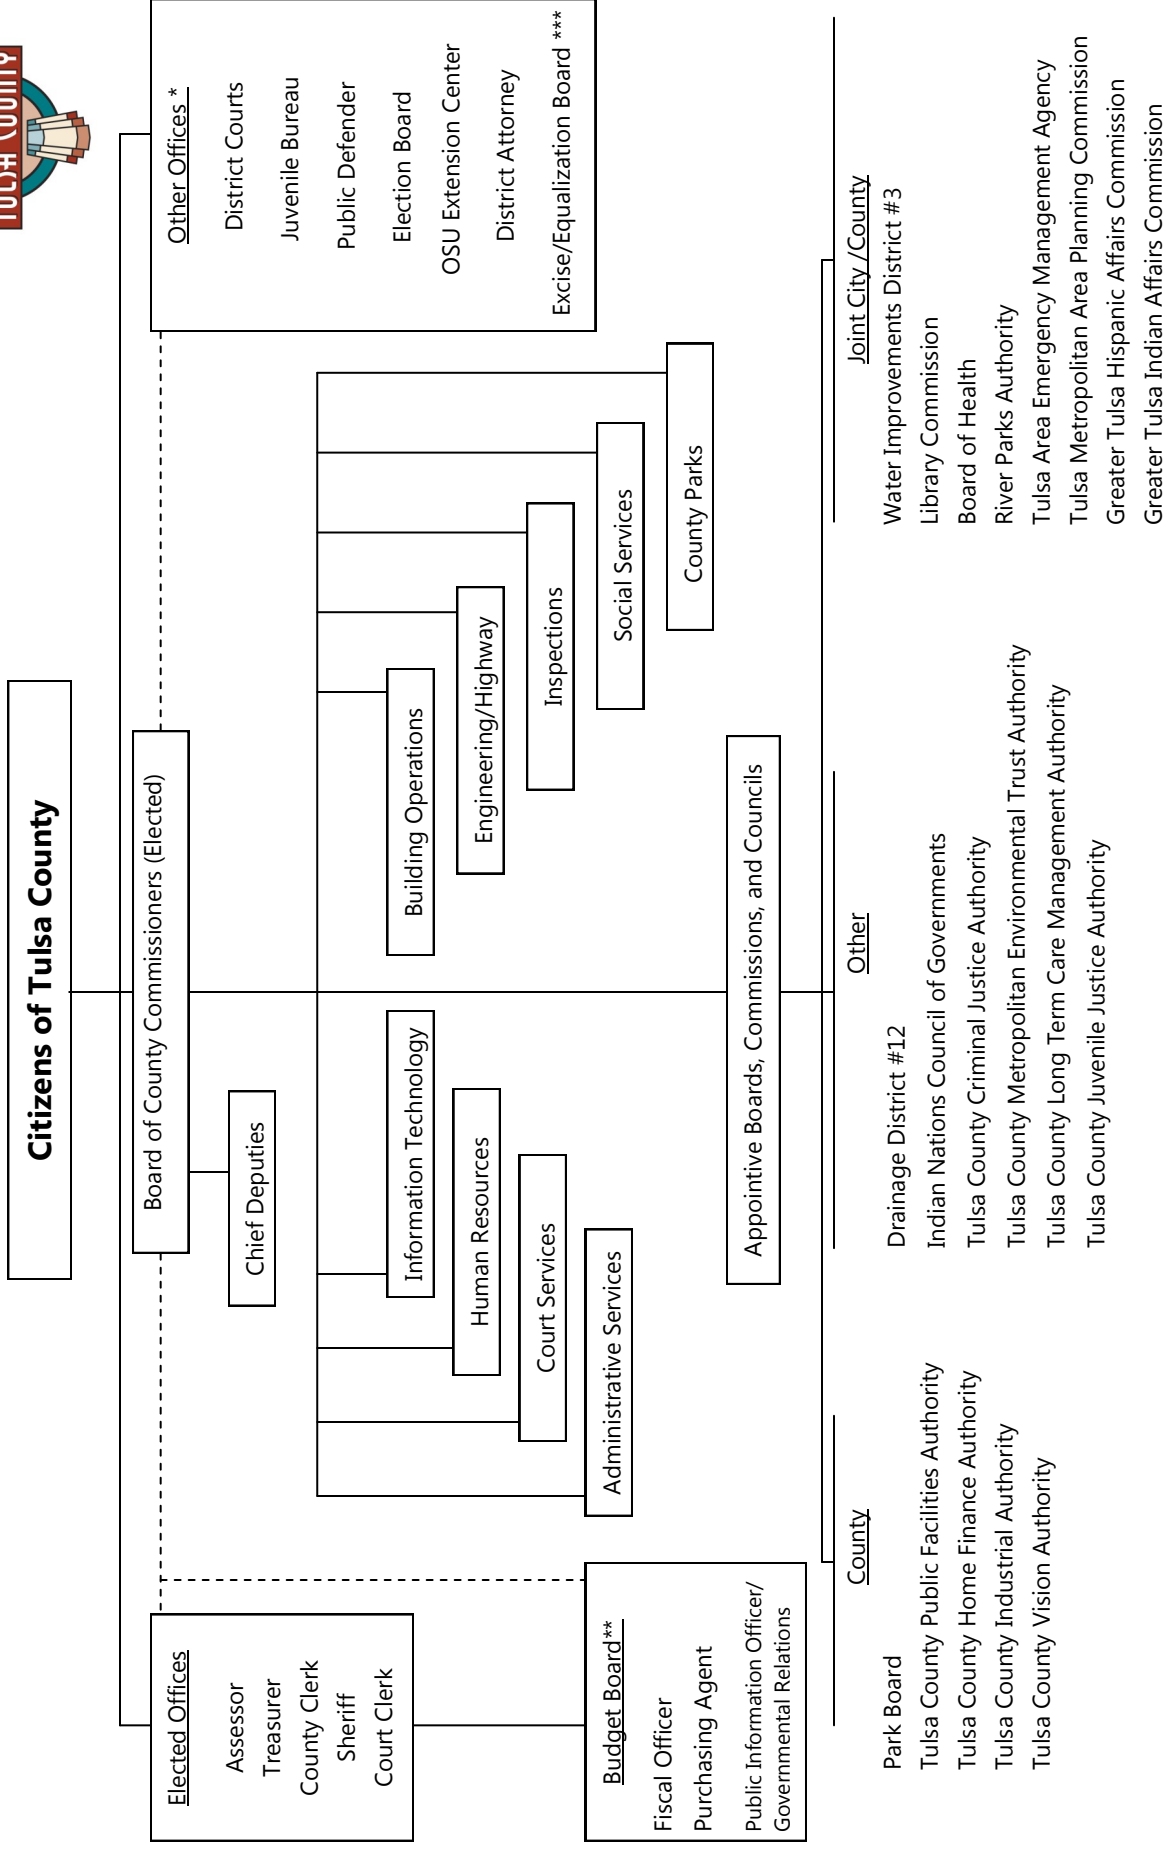 TULSA COUNTY
Citizens of Tulsa County
Board of County Commissioners (Elected)
Chief Deputies
Elected Offices
Assessor
Treasurer
County Clerk
Sheriff
Court Clerk
Other Offices *
District Courts
Juvenile Bureau
Public Defender
Election Board
OSU Extension Center
District Attorney
Excise/Equalization Board ***
Information Technology
Human Resources
Court Services
Administrative Services
Building Operations
Engineering/Highway
Inspections
Social Services
County Parks
Budget Board**
Fiscal Officer
Purchasing Agent
Public Information Officer/
Governmental Relations
Appointive Boards, Commissions, and Councils
County
Park Board
Tulsa County Public Facilities Authority
Tulsa County Home Finance Authority
Tulsa County Industrial Authority
Tulsa County Vision Authority
Other
Drainage District #12
Indian Nations Council of Governments
Tulsa County Criminal Justice Authority
Tulsa County Metropolitan Environmental Trust Authority
Tulsa County Long Term Care Management Authority
Tulsa County Juvenile Justice Authority
Joint City /County
Water Improvements District #3
Library Commission
Board of Health
River Parks Authority
Tulsa Area Emergency Management Agency
Tulsa Metropolitan Area Planning Commission
Greater Tulsa Hispanic Affairs Commission
Greater Tulsa Indian Affairs Commission